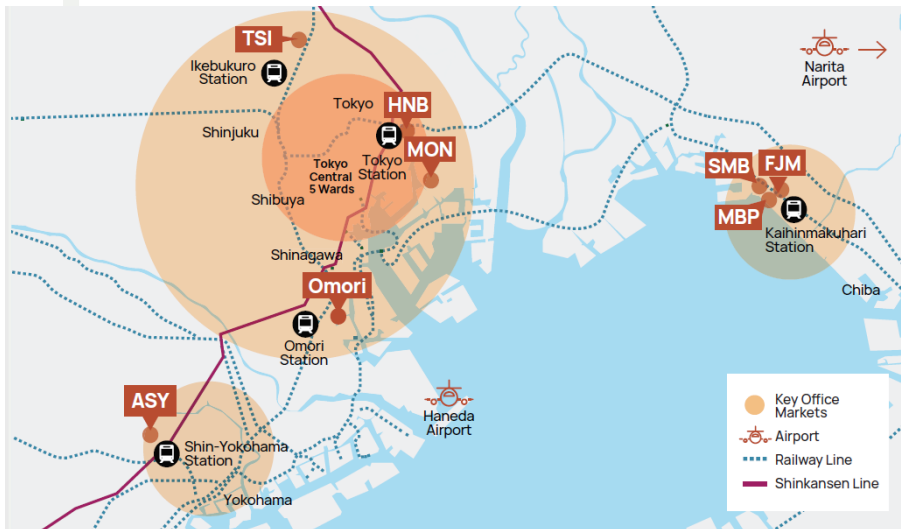 TSI
Ikebukuro
Station
Narita
Airport
Tokyo
HNB
Shinjuku
Tokyo
Station
MON
Tokyo
Central
5 Wards
SMB
FJM
Shibuya
MBP
Kaihinmakuhari
Station
Shinagawa
Omori
Chiba
Omori
Station
ASY
Haneda
Airport
Shin-Yokohama
Station
Yokohama
Key Office
Markets
Airport
Railway Line
Shinkansen Line